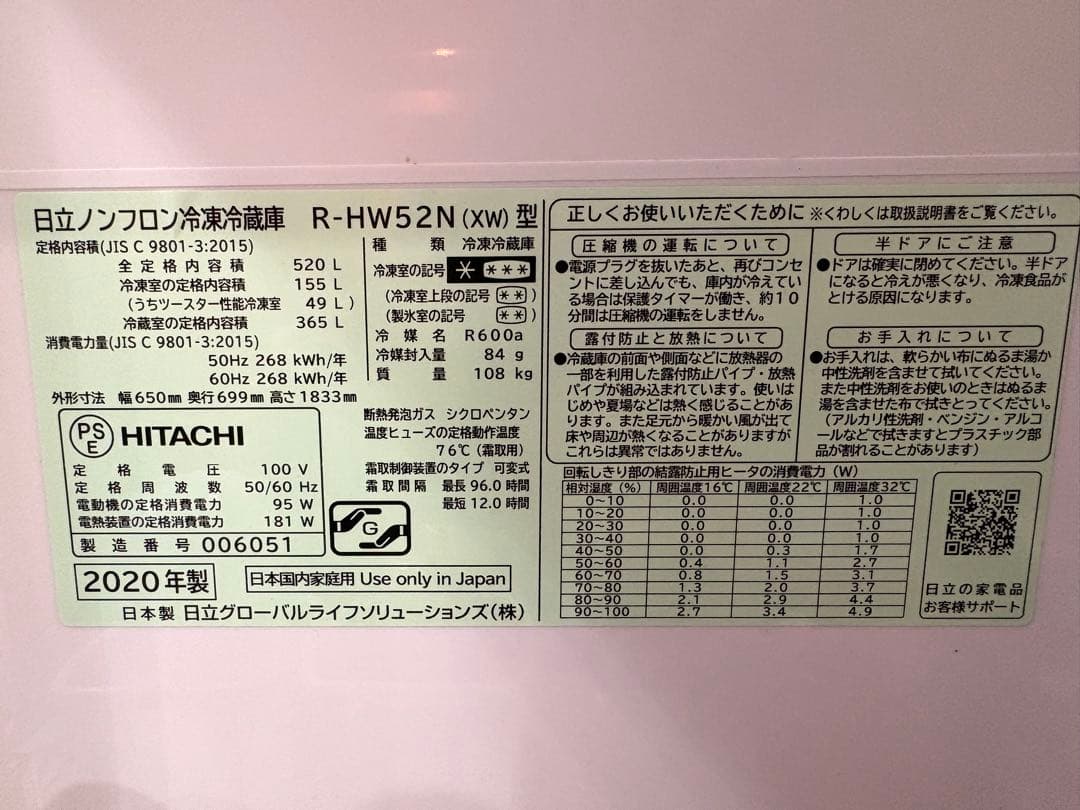 日立ノンフロン冷凍冷蔵庫 R-HW52N (XW) 型
定格内容積(JIS C 9801-3:2015)
全定格内容積 520 L
冷凍室の定格内容積 155 L
(うちツースター性能冷凍室 49 L)
冷蔵室の定格内容積 365 L
消費電力量(JIS C 9801-3:2015)
50Hz 268 kWh/年
60Hz 268 kWh/年
外形寸法 幅650mm 奥行699mm 高さ1833mm
種類 冷凍冷蔵庫
冷凍室の記号 * ***
(冷凍室上段の記号 **)
(製氷室の記号 **)
冷媒名 R600a
冷媒封入量 84 g
質量 108 kg
PS
E
HITACHI
定格電圧 100 V
定格周波数 50/60 Hz
電動機の定格消費電力 95 W
電熱装置の定格消費電力 181 W
製造番号 006051
断熱発泡ガス シクロペンタン
温度ヒューズの定格動作温度
76℃(霜取用)
霜取制御装置のタイプ 可変式
霜取間隔 最長 96.0 時間
最短 12.0 時間
G
2020年製
日本国内家庭用 Use only in Japan
日本製 日立グローバルライフソリューションズ(株)
正しくお使いいただくために ※くわしくは取扱説明書をご覧ください。
圧縮機の運転について
●電源プラグを抜いたあと、再びコンセ
ントに差し込んでも、庫内が冷えてい
る場合は保護タイマーが働き、約10
分間は圧縮機の運転をしません。
露付防止と放熱について
●冷蔵庫の前面や側面などに放熱器の
一部を利用した露付防止パイプ・放熱
パイプが組み込まれています。使いは
じめや夏場などは熱く感じることがあ
ります。また足元から暖かい風が出て
床や周辺が熱くなることがありますが
これらは異常ではありません。
半ドアにご注意
●ドアは確実に閉めてください。半ドア
になると冷えが悪くなり、冷凍食品が
とける原因になります。
お手入れについて
●お手入れは、軟らかい布にぬるま湯か
中性洗剤を含ませて拭いてください。
また中性洗剤をお使いのときはぬるま
湯を含ませた布で拭きとってください。
(アルカリ性洗剤・ベンジン・アルコ
ールなどで拭きますとプラスチック部
品が割れることがあります)
回転しきり部の結露防止用ヒータの消費電力(W)
相対湿度(%) 周囲温度16℃ 周囲温度22℃ 周囲温度32℃
0~10 0.0 0.0 1.0
10~20 0.0 0.0 1.0
20~30 0.0 0.0 1.0
30~40 0.0 0.0 1.0
40~50 0.0 0.3 1.7
50~60 0.4 1.1 2.7
60~70 0.8 1.5 3.1
70~80 1.3 2.0 3.7
80~90 2.1 2.9 4.4
90~100 2.7 3.4 4.9
日立の家電品
お客様サポート